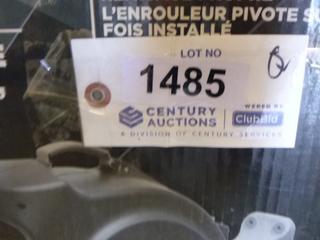 L'ENROULEUR PIVOTE
FOIS INSTALLÉ
LOT NO
1485
CENTURY
AUCTIONS
ClubBid
A DIVISION OF CENTURY SERVICES